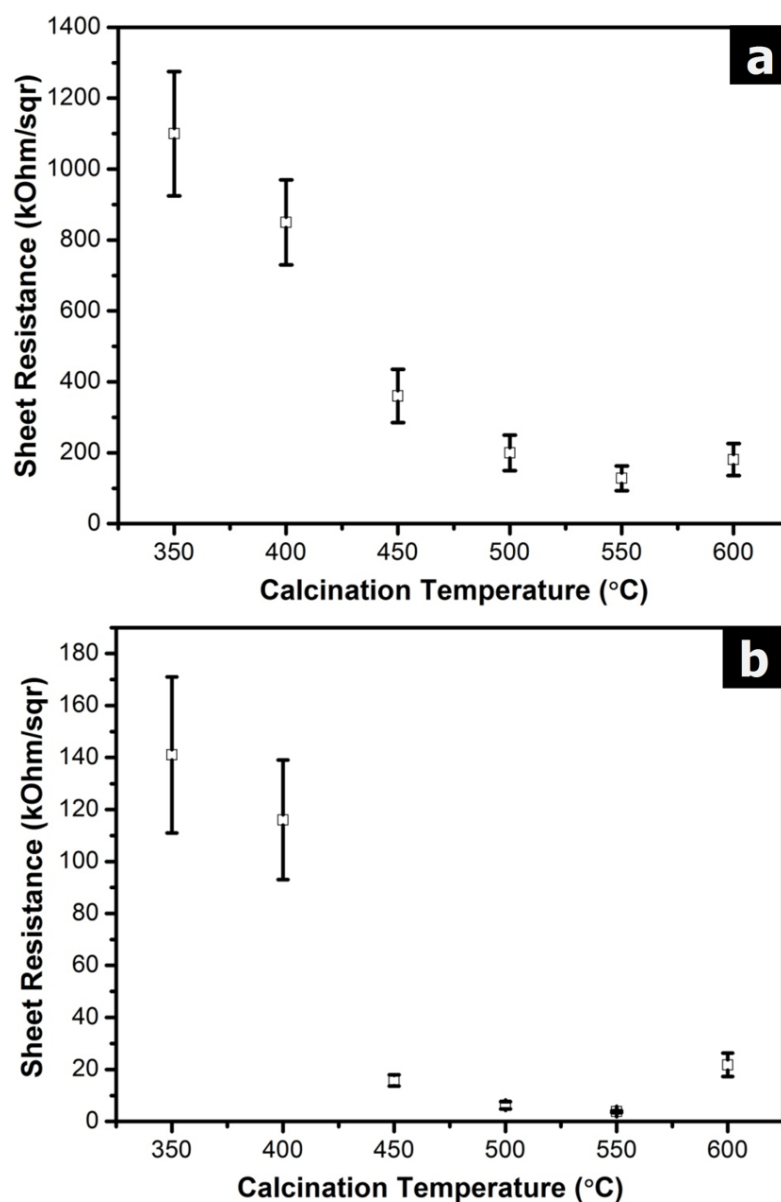 a
1400
1200
1000
800
600
400
200
0
Sheet Resistance (kOhm/sqr)
350 400 450 500 550 600
Calcination Temperature (°C)
b
180
160
140
120
100
80
60
40
20
0
Sheet Resistance (kOhm/sqr)
350 400 450 500 550 600
Calcination Temperature (°C)